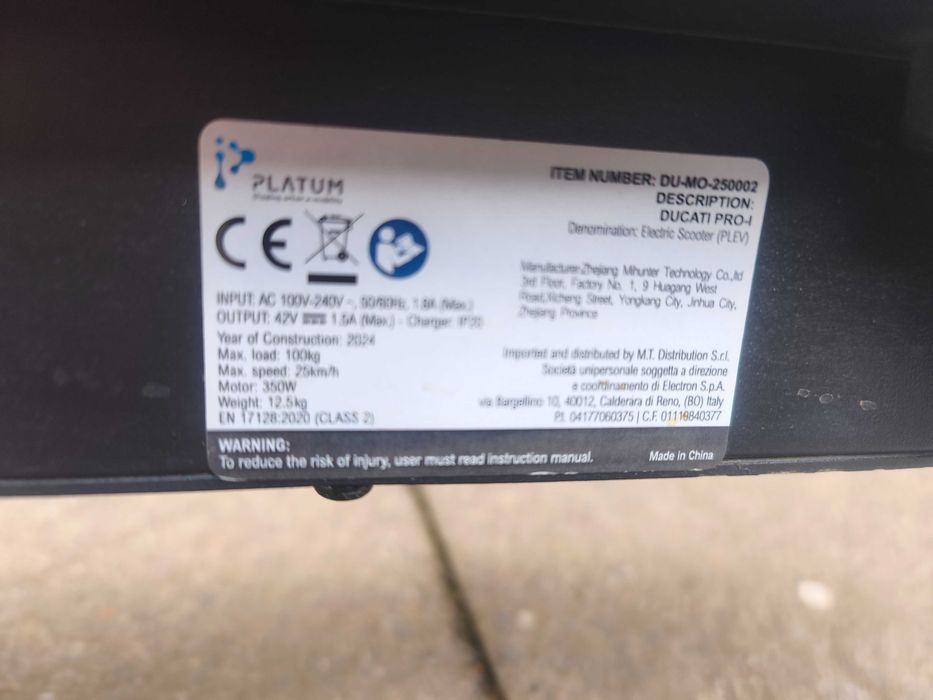 PLATUM
ITEM NUMBER: DU-MO-250002
DESCRIPTION:
DUCATI PRO-I
Denomination: Electric Scooter (PLEV)
CE
Manufacturer:Zhejiang Mihunter Technology Co.,ltd
3rd Floor, Factory No. 1, 9 Huagang West
Road,Xicheng Street, Yongkang City, Jinhua City,
Zhejiang Province
INPUT: AC 100V-240V~, 50/60Hz, 1.8A (Max.)
OUTPUT: 42V 1.5A (Max.) - Charger:
Year of Construction: 2024
Max. load: 100kg
Max. speed: 25km/h
Motor: 350W
Weight: 12.5kg
EN 17128:2020 (CLASS 2)
Imported and distributed by M.T. Distribution S.r.l.
Società unipersonale soggetta a direzione
e coordinamento di Electron S.p.A.
via Bargellino 10, 40012, Calderara di Reno, (BO) Italy
P.I. 04177060375 | C.F. 01119840377
WARNING:
To reduce the risk of injury, user must read instruction manual.
Made in China